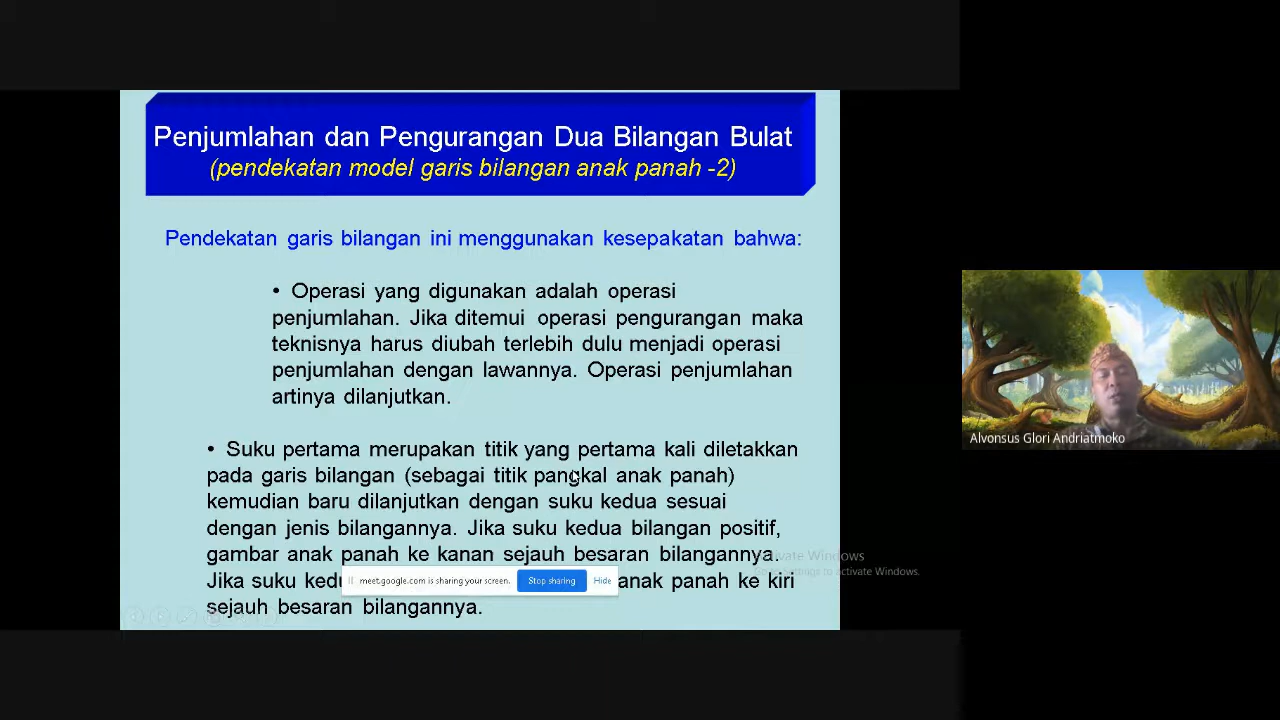 Penjumlahan dan Pengurangan Dua Bilangan Bulat
(pendekatan model garis bilangan anak panah -2)
Pendekatan garis bilangan ini menggunakan kesepakatan bahwa:
• Operasi yang digunakan adalah operasi
penjumlahan. Jika ditemui operasi pengurangan maka
teknisnya harus diubah terlebih dulu menjadi operasi
penjumlahan dengan lawannya. Operasi penjumlahan
artinya dilanjutkan.
• Suku pertama merupakan titik yang pertama kali diletakkan
pada garis bilangan (sebagai titik pangkal anak panah)
kemudian baru dilanjutkan dengan suku kedua sesuai
dengan jenis bilangannya. Jika suku kedua bilangan positif,
gambar anak panah ke kanan sejauh besaran bilangannya.
Jika suku anak panah ke kiri
sejauh besaran bilangannya.
meet.google.com is sharing your screen. Stop sharing Hide
Windows
to activate Windows.
Alvonsus Glori Andriatmoko